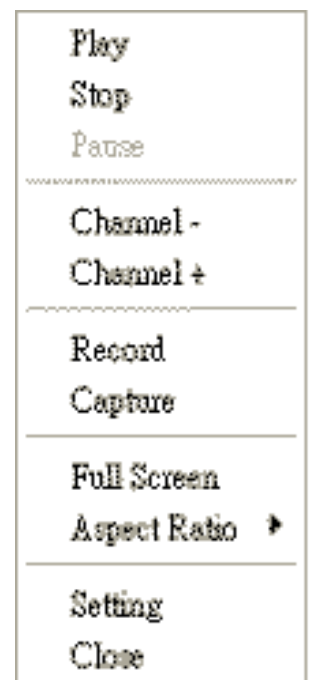 Play
Stop
Pause
Channel -
Channel +
Record
Capture
Full Screen
Aspect Ratio
Setting
Close